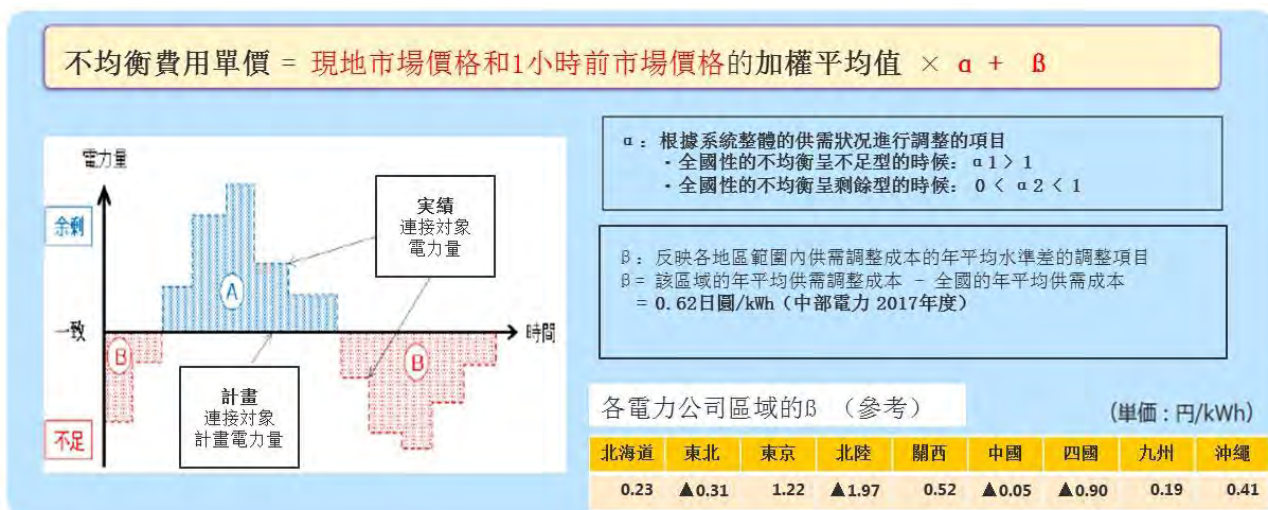 不均衡費用單價 = 現地市場價格和1小時前市場價格的加權平均值 × α + β
電力量
余剩
一致
不足
A
B
B
時間
実績
連接対象
電力量
計畫
連接対象
計畫電力量
α：根據系統整體的供需狀況進行調整的項目
・全國性的不均衡呈不足型的時候：α1 > 1
・全國性的不均衡呈剩餘型的時候：0 < α2 < 1
β：反映各地區範圍內供需調整成本的年平均水準差的調整項目
β= 該區域的年平均供需調整成本 - 全國的年平均供需成本
= 0.62日圓/kWh（中部電力 2017年度）
各電力公司區域的β （參考）
(単価：円/kWh)
北海道 東北 東京 北陸 關西 中國 四國 九州 沖繩
0.23 ▲0.31 1.22 ▲1.97 0.52 ▲0.05 ▲0.90 0.19 0.41